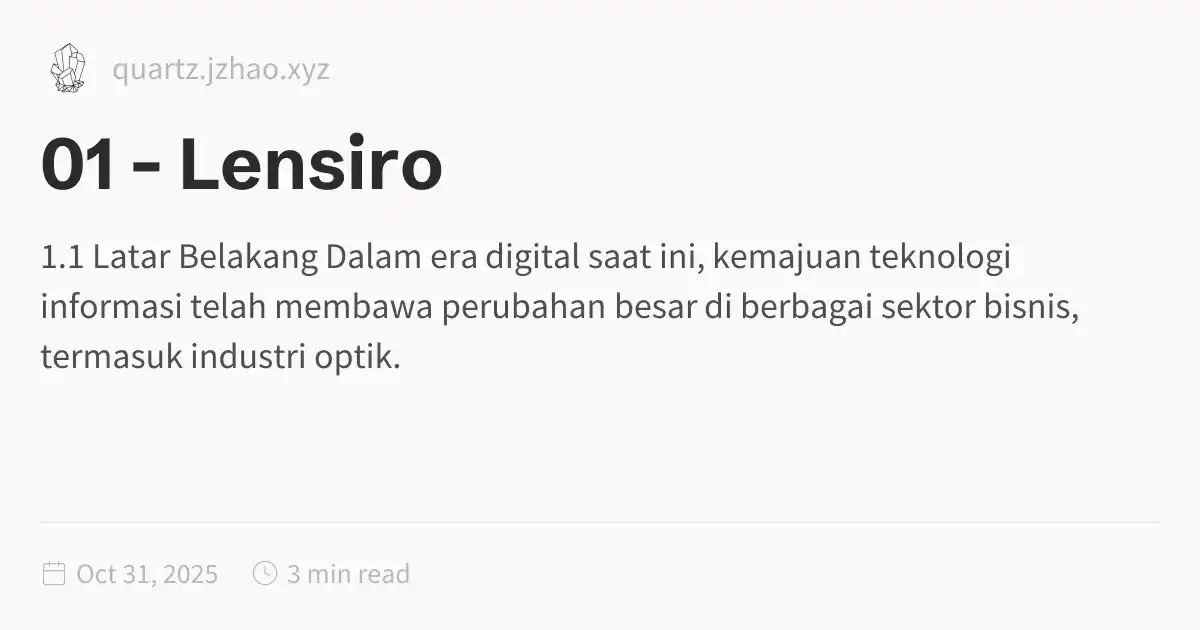 quartz.jzhao.xyz
01 - Lensiro
1.1 Latar Belakang Dalam era digital saat ini, kemajuan teknologi
informasi telah membawa perubahan besar di berbagai sektor bisnis,
termasuk industri optik.
Oct 31, 2025 3 min read